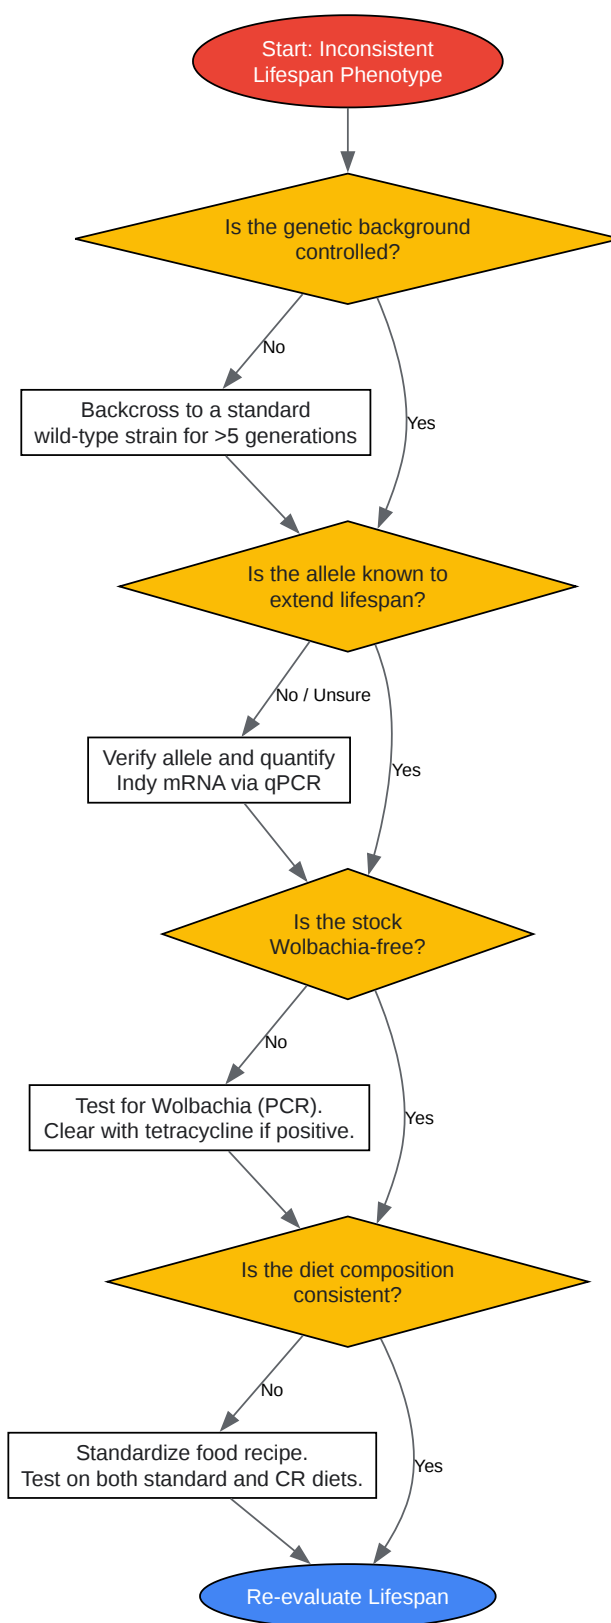 Start: Inconsistent
Lifespan Phenotype
Is the genetic background
controlled?
No
Yes
Backcross to a standard
wild-type strain for >5 generations
Is the allele known to
extend lifespan?
No / Unsure
Yes
Verify allele and quantify
Indy mRNA via qPCR
Is the stock
Wolbachia-free?
No
Yes
Test for Wolbachia (PCR).
Clear with tetracycline if positive.
Is the diet composition
consistent?
No
Yes
Standardize food recipe.
Test on both standard and CR diets.
Re-evaluate Lifespan